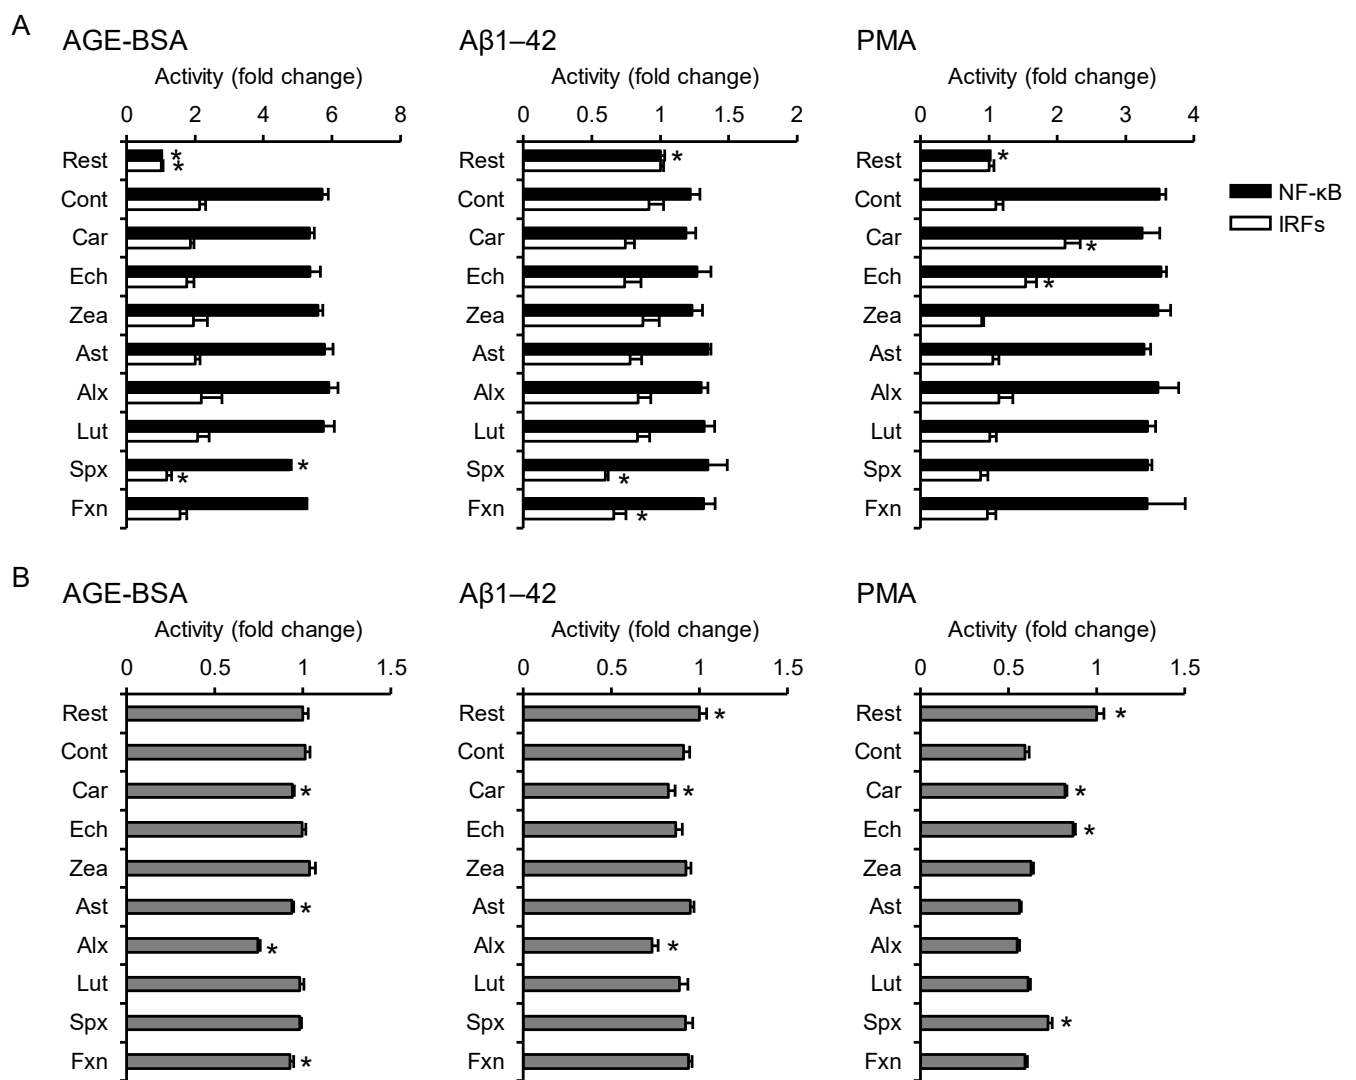 A
AGE-BSA
Aβ1–42
PMA
Activity (fold change)
Activity (fold change)
Activity (fold change)
0 2 4 6 8
0 0.5 1 1.5 2
0 1 2 3 4
Rest * *
Cont
Car
Ech
Zea
Ast
Alx
Lut
Spx * *
Fxn
Rest *
Cont
Car
Ech
Zea
Ast
Alx
Lut
Spx *
Fxn *
Rest *
Cont
Car *
Ech *
Zea
Ast
Alx
Lut
Spx
Fxn
NF-κB
IRFs
B
AGE-BSA
Aβ1–42
PMA
Activity (fold change)
Activity (fold change)
Activity (fold change)
0 0.5 1 1.5
0 0.5 1 1.5
0 0.5 1 1.5
Rest
Cont
Car *
Ech
Zea
Ast *
Alx *
Lut
Spx
Fxn *
Rest *
Cont
Car *
Ech
Zea
Ast
Alx *
Lut
Spx
Fxn
Rest *
Cont
Car *
Ech *
Zea
Ast
Alx
Lut
Spx *
Fxn